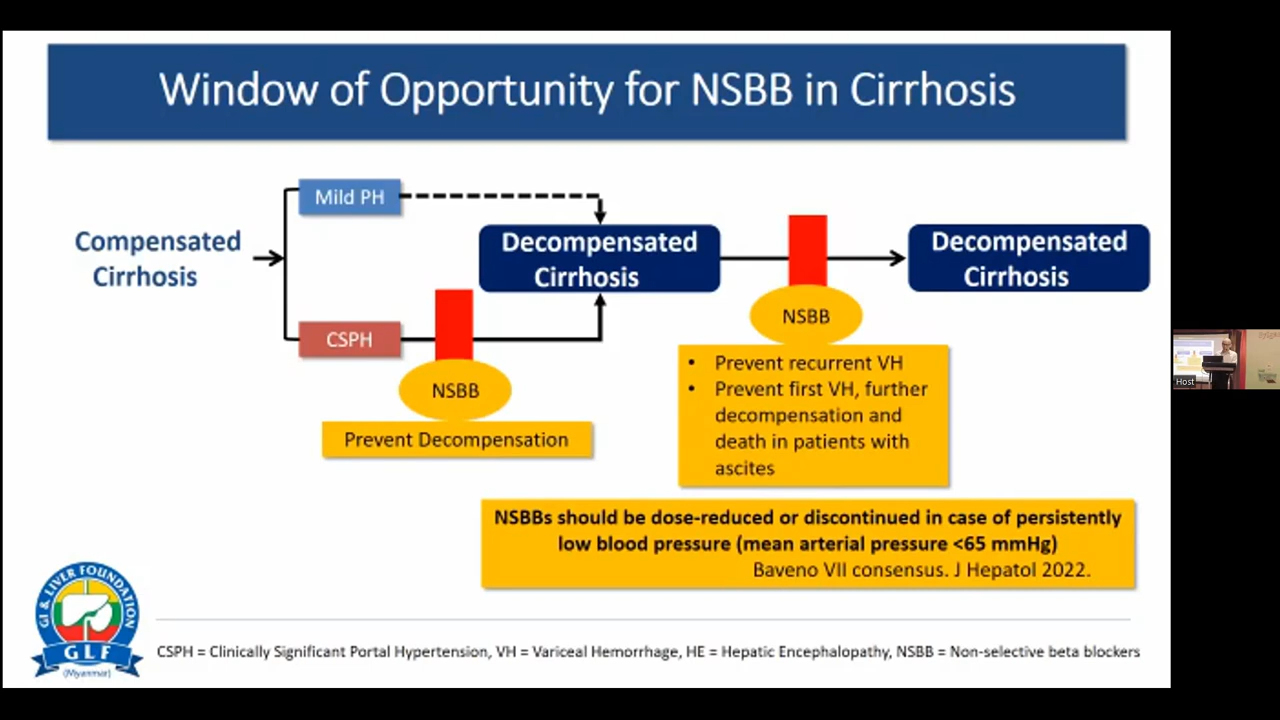 Window of Opportunity for NSBB in Cirrhosis
Mild PH
Compensated
Cirrhosis
Decompensated
Cirrhosis
Decompensated
Cirrhosis
CSPH
NSBB
NSBB
Prevent Decompensation
• Prevent recurrent VH
• Prevent first VH, further
decompensation and
death in patients with
ascites
NSBBs should be dose-reduced or discontinued in case of persistently
low blood pressure (mean arterial pressure <65 mmHg)
Baveno VII consensus. J Hepatol 2022.
GI & LIVER FOUNDATION
GLF
(Myanmar)
CSPH = Clinically Significant Portal Hypertension, VH = Variceal Hemorrhage, HE = Hepatic Encephalopathy, NSBB = Non-selective beta blockers
Host